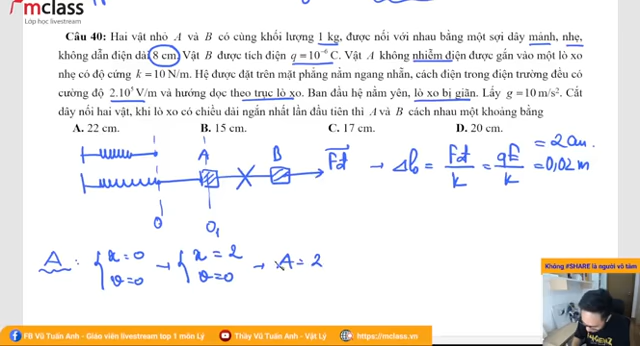 mclass
Lớp học livestream
Câu 40: Hai vật nhỏ A và B có cùng khối lượng 1 kg, được nối với nhau bằng một sợi dây mảnh, nhẹ,
không dẫn điện dài 8 cm. Vật B được tích điện q = 10⁻⁶ C. Vật A không nhiễm điện được gắn vào một lò xo
nhẹ có độ cứng k = 10 N/m. Hệ được đặt trên mặt phẳng nằm ngang nhẵn, cách điện trong điện trường đều có
cường độ 2.10⁵ V/m và hướng dọc theo trục lò xo. Ban đầu hệ nằm yên, lò xo bị giãn. Lấy g = 10 m/s². Cắt
dây nối hai vật, khi lò xo có chiều dài ngắn nhất lần đầu tiên thì A và B cách nhau một khoảng bằng
A. 22 cm. B. 15 cm. C. 17 cm. D. 20 cm.
A B Fđ → Δl₀ = Fđ/k = qE/k = 0,02 m
= 2 cm.
O O₁
A : { x = 0 → { x = 2 → A = 2
v = 0 v = 0
Không #SHARE là người vô tâm
FB Vũ Tuấn Anh - Giáo viên livestream top 1 môn Lý Thầy Vũ Tuấn Anh - Vật Lý https://mclass.vn